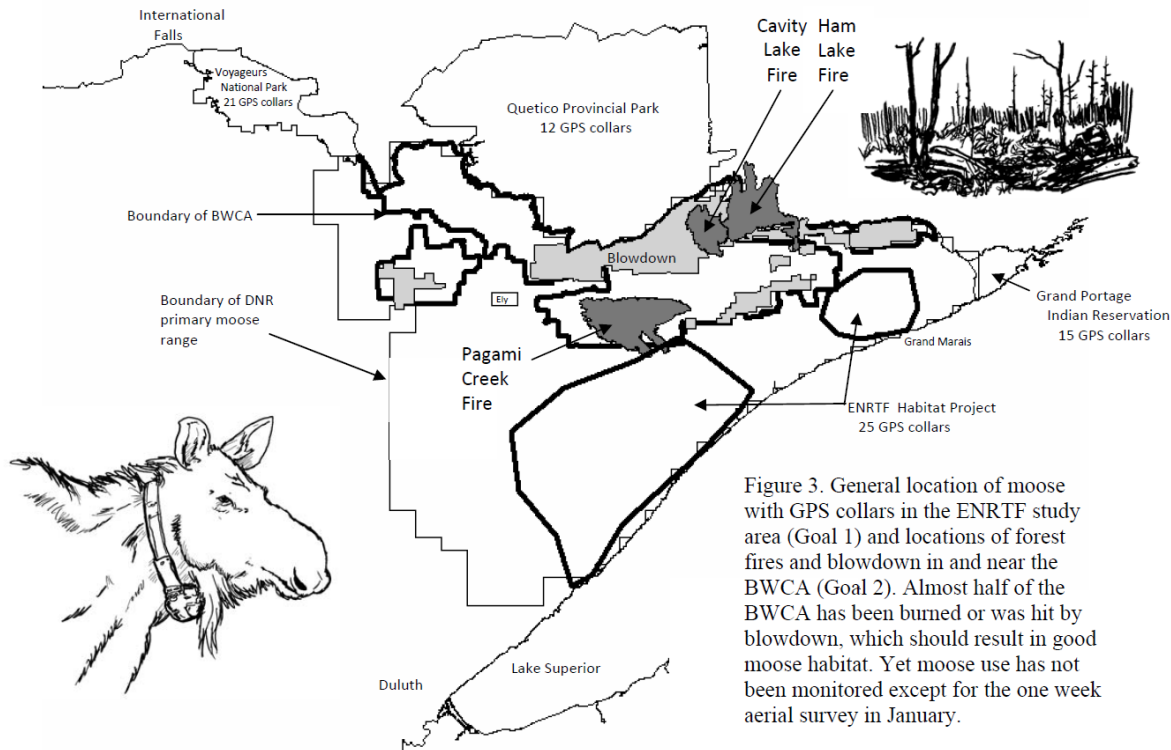 International
Falls
Voyageurs
National Park
21 GPS collars
Quetico Provincial Park
12 GPS collars
Cavity
Lake
Fire
Ham
Lake
Fire
Boundary of BWCA
Blowdown
Ely
Boundary of DNR
primary moose
range
Pagami
Creek
Fire
Grand Portage
Indian Reservation
15 GPS collars
Grand Marais
ENRTF Habitat Project
25 GPS collars
Lake Superior
Duluth
Figure 3. General location of moose
with GPS collars in the ENRTF study
area (Goal 1) and locations of forest
fires and blowdown in and near the
BWCA (Goal 2). Almost half of the
BWCA has been burned or was hit by
blowdown, which should result in good
moose habitat. Yet moose use has not
been monitored except for the one week
aerial survey in January.